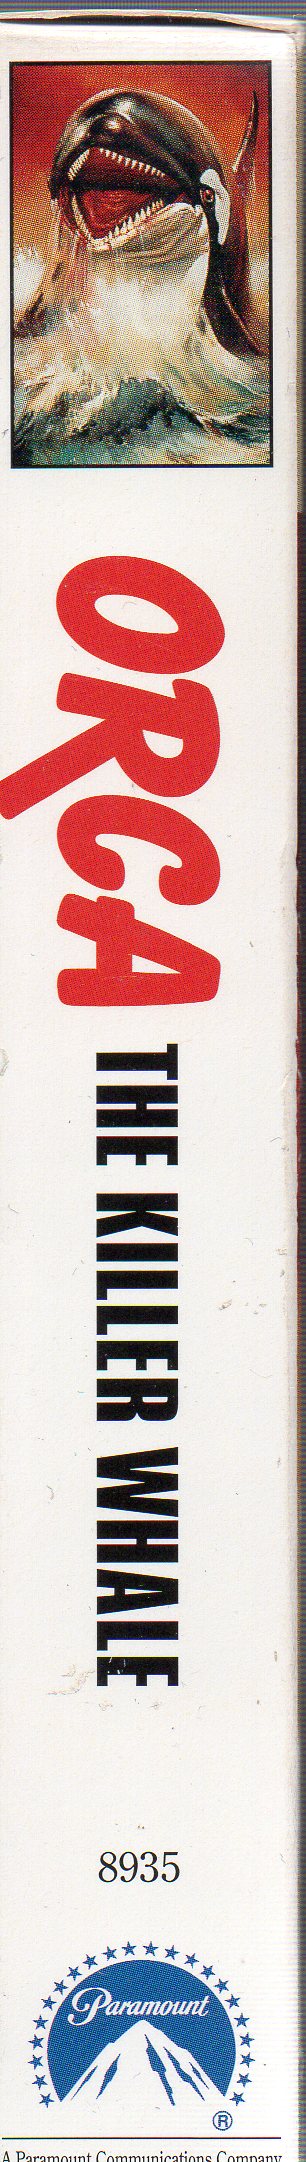 ORCA
THE KILLER WHALE
8935
Paramount
®
A Paramount Communications Company